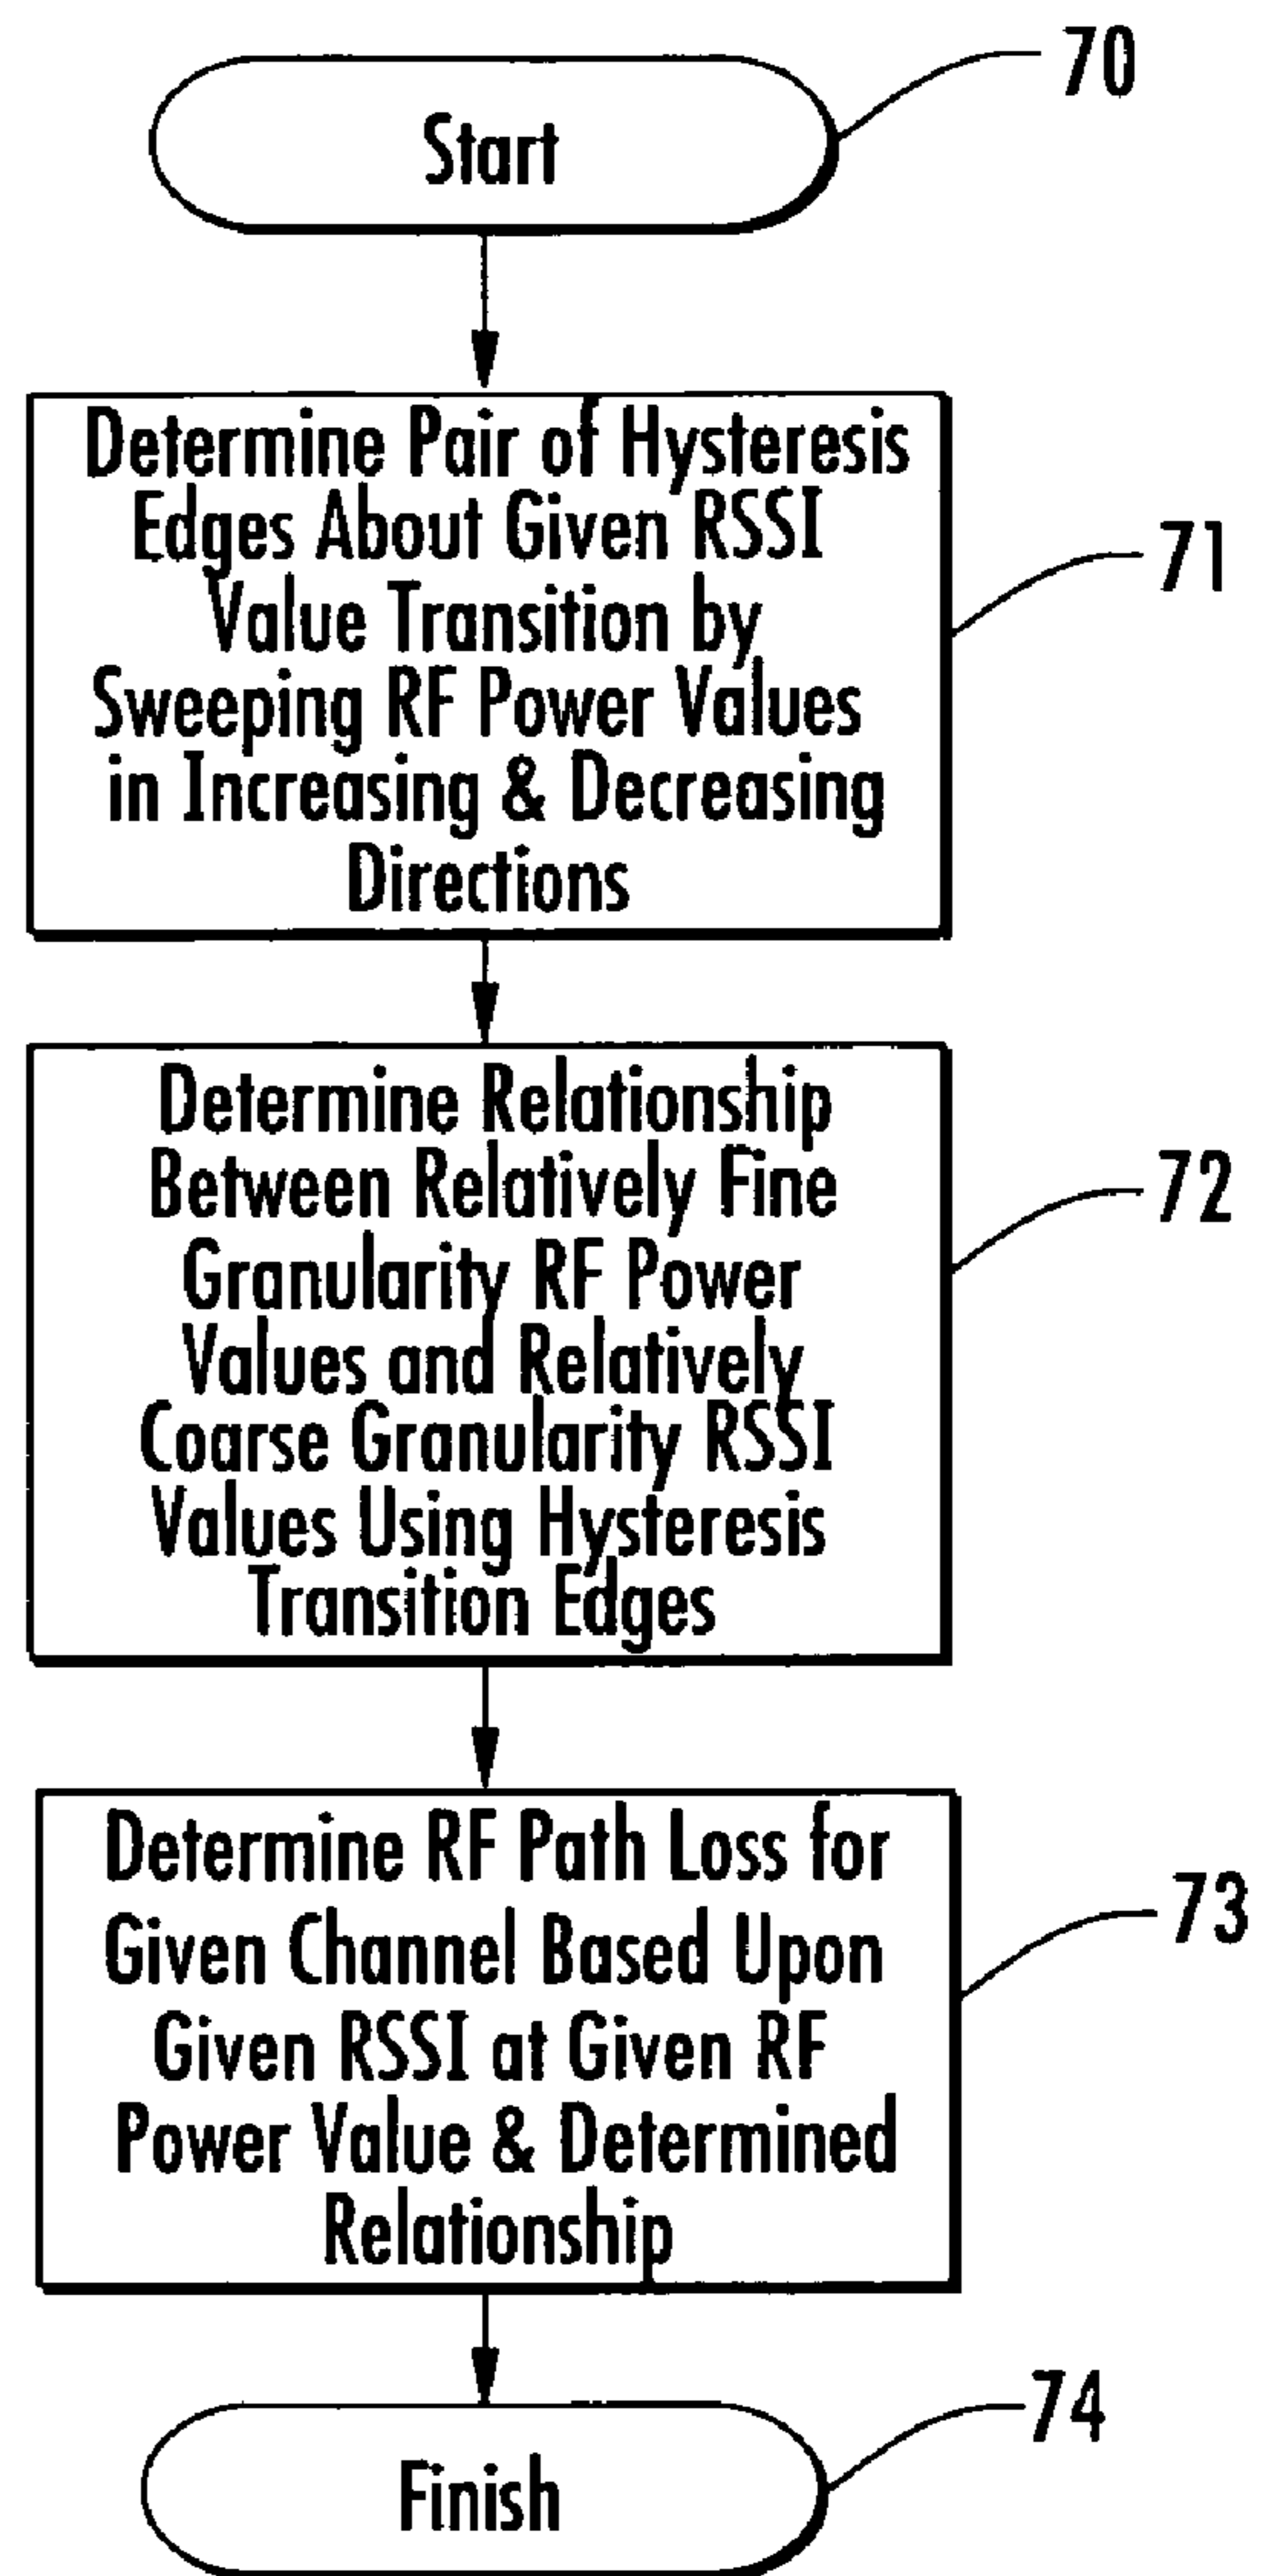 Start
70
Determine Pair of Hysteresis
Edges About Given RSSI
Value Transition by
Sweeping RF Power Values
in Increasing & Decreasing
Directions
71
Determine Relationship
Between Relatively Fine
Granularity RF Power
Values and Relatively
Coarse Granularity RSSI
Values Using Hysteresis
Transition Edges
72
Determine RF Path Loss for
Given Channel Based Upon
Given RSSI at Given RF
Power Value & Determined
Relationship
73
Finish
74